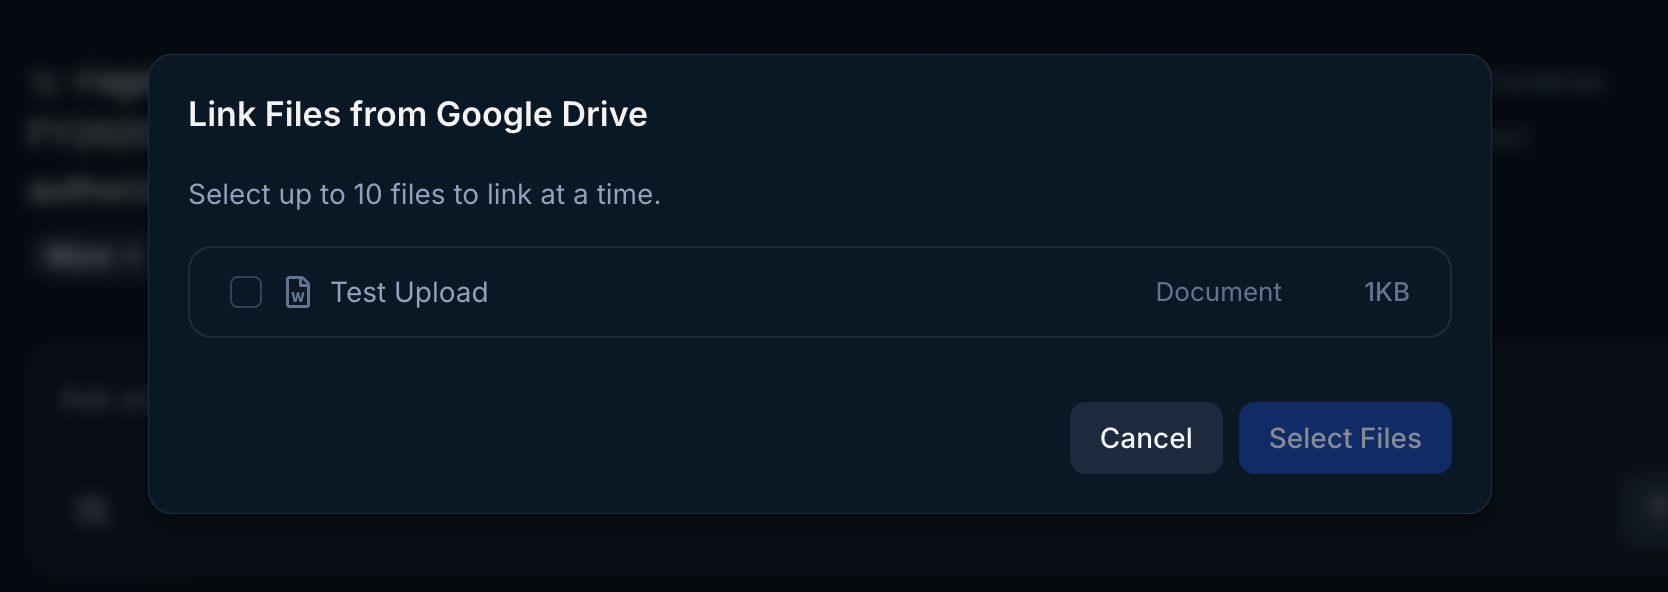 Link Files from Google Drive
Select up to 10 files to link at a time.
Test Upload Document 1KB
Cancel Select Files